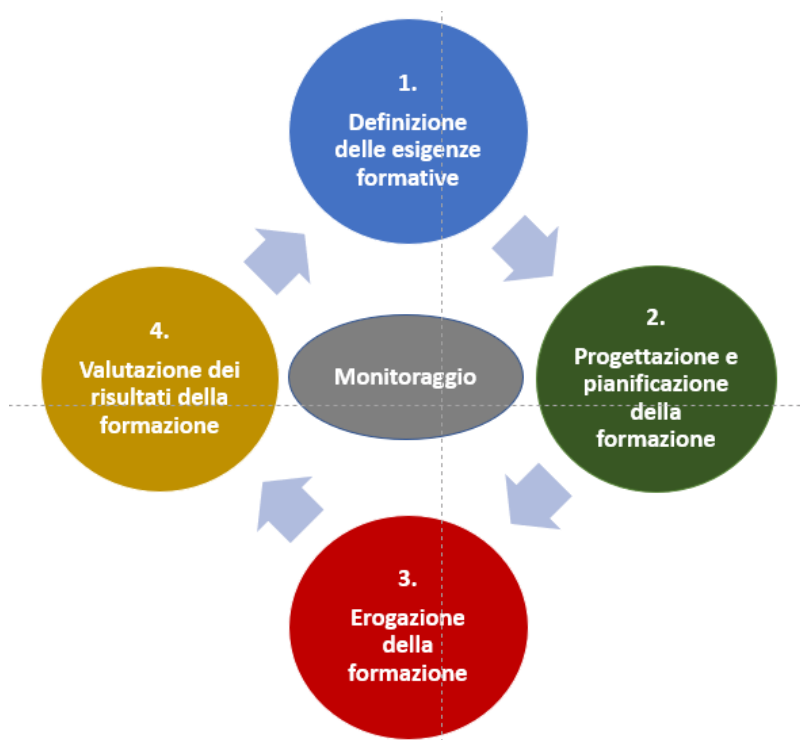 1.
Definizione
delle esigenze
formative
2.
Progettazione e
pianificazione
della
formazione
3.
Erogazione
della
formazione
4.
Valutazione dei
risultati della
formazione
Monitoraggio